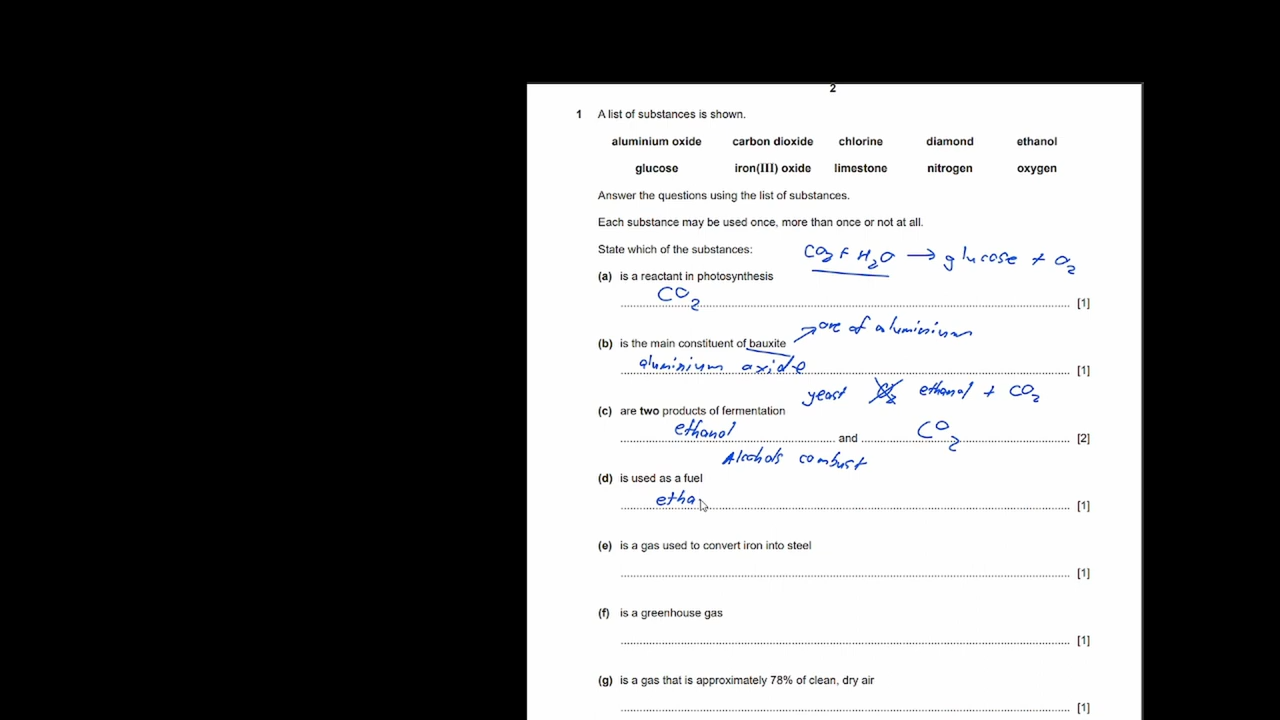 2
1 A list of substances is shown.
aluminium oxide carbon dioxide chlorine diamond ethanol
glucose iron(III) oxide limestone nitrogen oxygen
Answer the questions using the list of substances.
Each substance may be used once, more than once or not at all.
State which of the substances:
CO2 + H2O → glucose + O2
(a) is a reactant in photosynthesis
CO2 [1]
→ ore of aluminium
(b) is the main constituent of bauxite
aluminium oxide [1]
yeast ethanol + CO2
(c) are two products of fermentation
ethanol and CO2 [2]
Alcohols combust
(d) is used as a fuel
etha [1]
(e) is a gas used to convert iron into steel
[1]
(f) is a greenhouse gas
[1]
(g) is a gas that is approximately 78% of clean, dry air
[1]